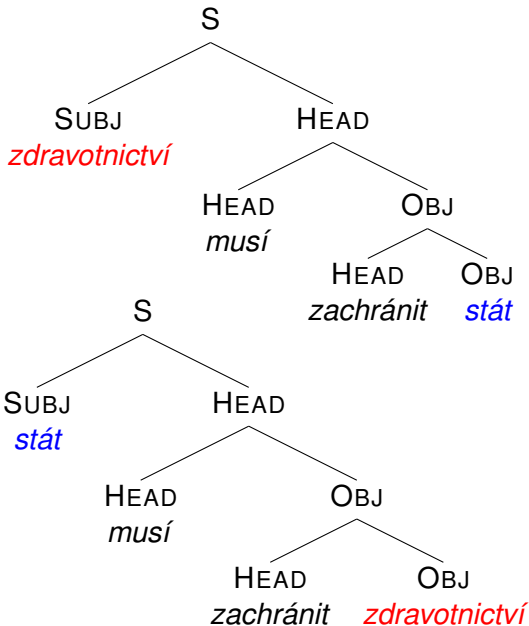 S
SUBJ HEAD
zdravotnictví
HEAD OBJ
musí
HEAD OBJ
zachránit stát
S
SUBJ HEAD
stát
HEAD OBJ
musí
HEAD OBJ
zachránit zdravotnictví